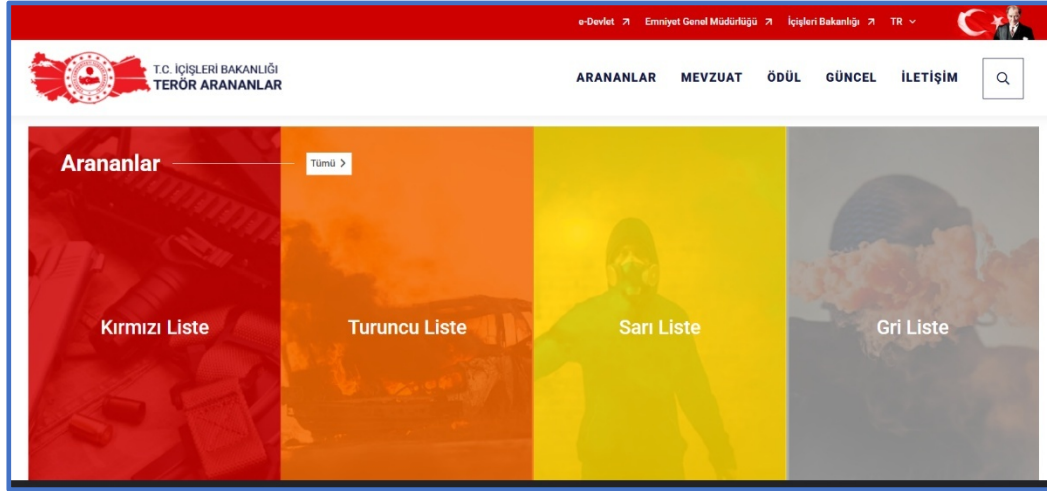 e-Devlet Emniyet Genel Müdürlüğü İçişleri Bakanlığı TR
T.C. İÇİŞLERİ BAKANLIĞI
TERÖR ARANANLAR
ARANANLAR MEVZUAT ÖDÜL GÜNCEL İLETİŞİM
Arananlar
Tümü
Kırmızı Liste
Turuncu Liste
Sarı Liste
Gri Liste